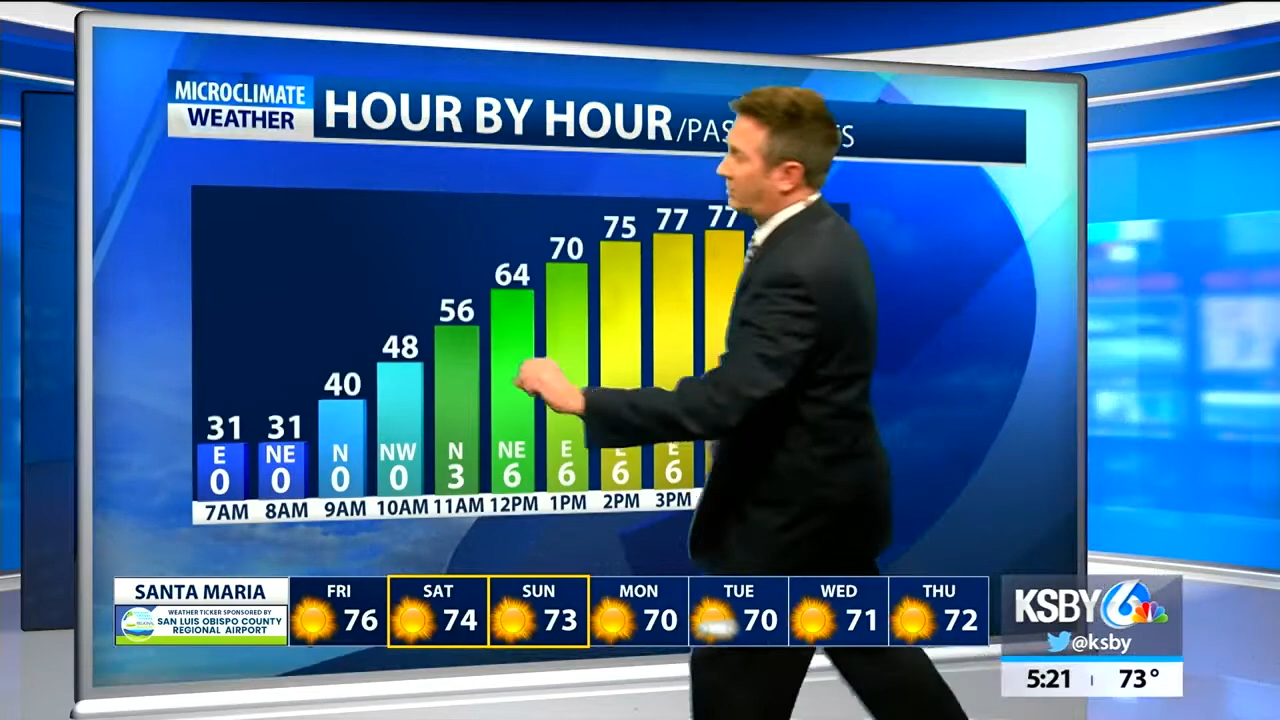 MICROCLIMATE
WEATHER
HOUR BY HOUR
31 31 40 48 56 64 70 75 77 77
E NE N NW N NE E E E
0 0 0 0 3 6 6 6 6
7AM 8AM 9AM 10AM 11AM 12PM 1PM 2PM 3PM
SANTA MARIA
WEATHER TICKER SPONSORED BY
SAN LUIS OBISPO COUNTY
REGIONAL AIRPORT
FRI SAT SUN MON TUE WED THU
76 74 73 70 70 71 72
KSBY 6
@ksby
5:21 73°